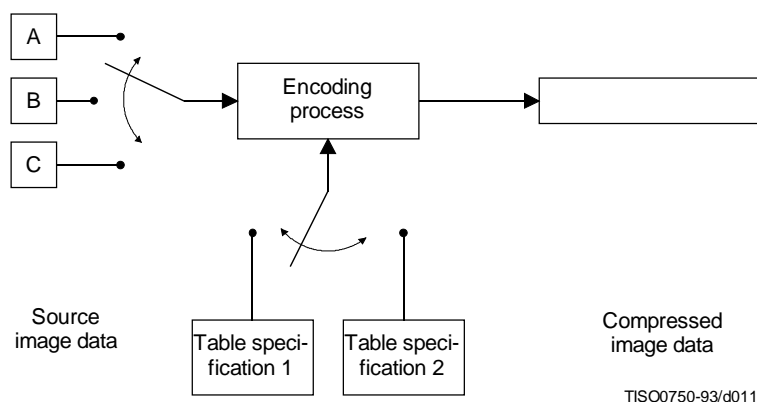 A
B
C
Encoding
process
Source
image data
Table speci-
fication 1
Table speci-
fication 2
Compressed
image data
TISO0750-93/d011